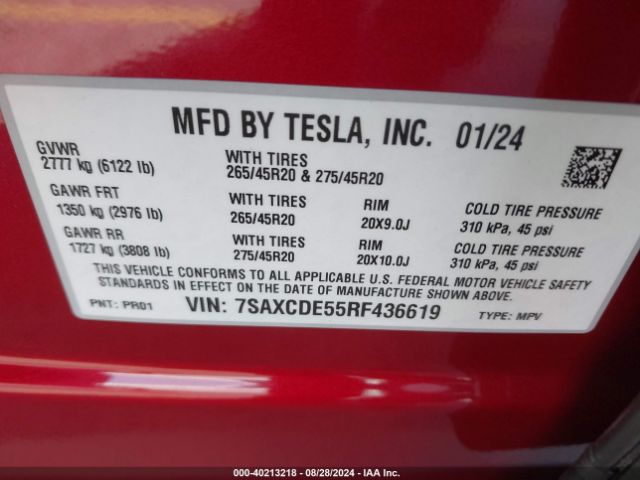 MFD BY TESLA, INC. 01/24
GVWR
2777 kg (6122 lb)
WITH TIRES
265/45R20 & 275/45R20
GAWR FRT
1350 kg (2976 lb)
WITH TIRES
265/45R20
RIM
20X9.0J
COLD TIRE PRESSURE
310 kPa, 45 psi
GAWR RR
1727 kg (3808 lb)
WITH TIRES
275/45R20
RIM
20X10.0J
COLD TIRE PRESSURE
310 kPa, 45 psi
THIS VEHICLE CONFORMS TO ALL APPLICABLE U.S. FEDERAL MOTOR VEHICLE SAFETY
STANDARDS IN EFFECT ON THE DATE OF MANUFACTURE SHOWN ABOVE.
PNT: PR01 VIN: 7SAXCDE55RF436619 TYPE: MPV
000-40213218 - 08/28/2024 - IAA Inc.